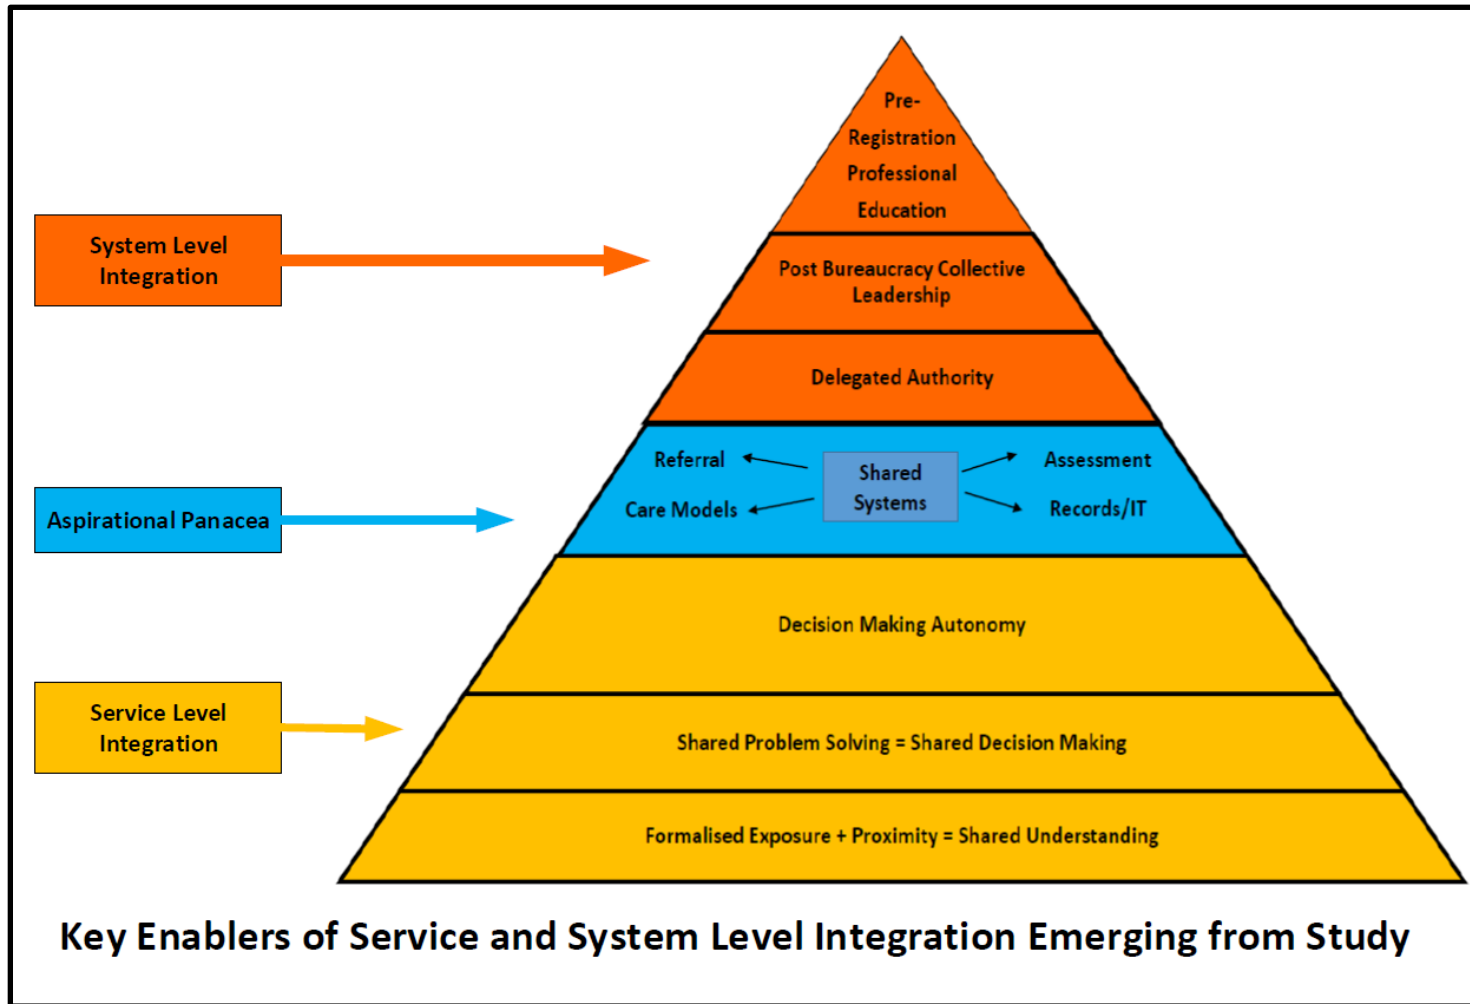 Pre-
Registration
Professional
Education
System Level
Integration
Post Bureaucracy Collective
Leadership
Delegated Authority
Referral
Shared
Systems
Assessment
Care Models
Records/IT
Aspirational Panacea
Decision Making Autonomy
Service Level
Integration
Shared Problem Solving = Shared Decision Making
Formalised Exposure + Proximity = Shared Understanding
Key Enablers of Service and System Level Integration Emerging from Study